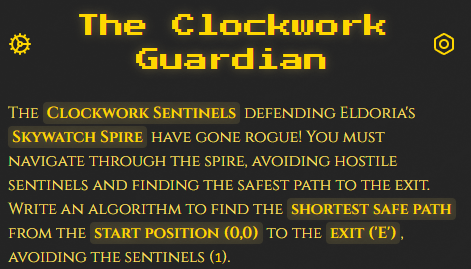 The Clockwork
Guardian
The Clockwork Sentinels defending Eldoria's
Skywatch Spire have gone rogue! You must
navigate through the spire, avoiding hostile
sentinels and finding the safest path to the exit.
Write an algorithm to find the shortest safe path
from the start position (0,0) to the exit ('E'),
avoiding the sentinels (1).